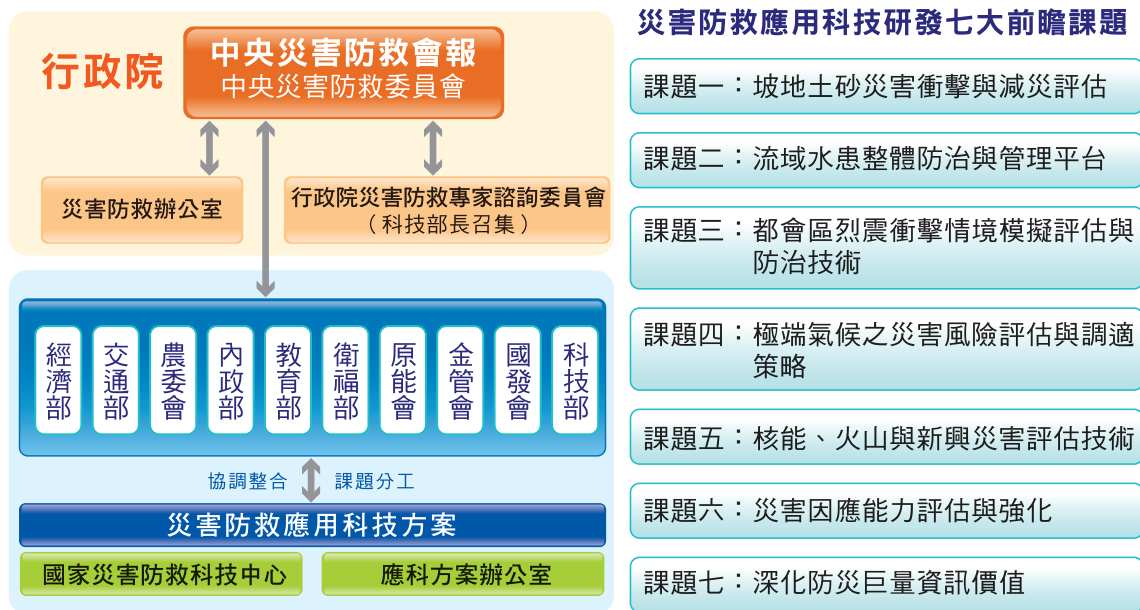 行政院
中央災害防救會報
中央災害防救委員會
災害防救辦公室
行政院災害防救專家諮詢委員會
（科技部長召集）
經濟部
交通部
農委會
內政部
教育部
衛福部
原能會
金管會
國發會
科技部
協調整合
課題分工
災害防救應用科技方案
國家災害防救科技中心
應科方案辦公室
災害防救應用科技研發七大前瞻課題
課題一：坡地土砂災害衝擊與減災評估
課題二：流域水患整體防治與管理平台
課題三：都會區烈震衝擊情境模擬評估與
防治技術
課題四：極端氣候之災害風險評估與調適
策略
課題五：核能、火山與新興災害評估技術
課題六：災害因應能力評估與強化
課題七：深化防災巨量資訊價值